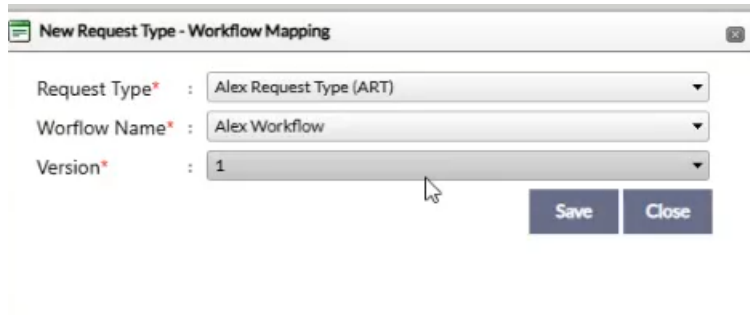 New Request Type - Workflow Mapping
Request Type* : Alex Request Type (ART)
Worflow Name* : Alex Workflow
Version* : 1
Save Close